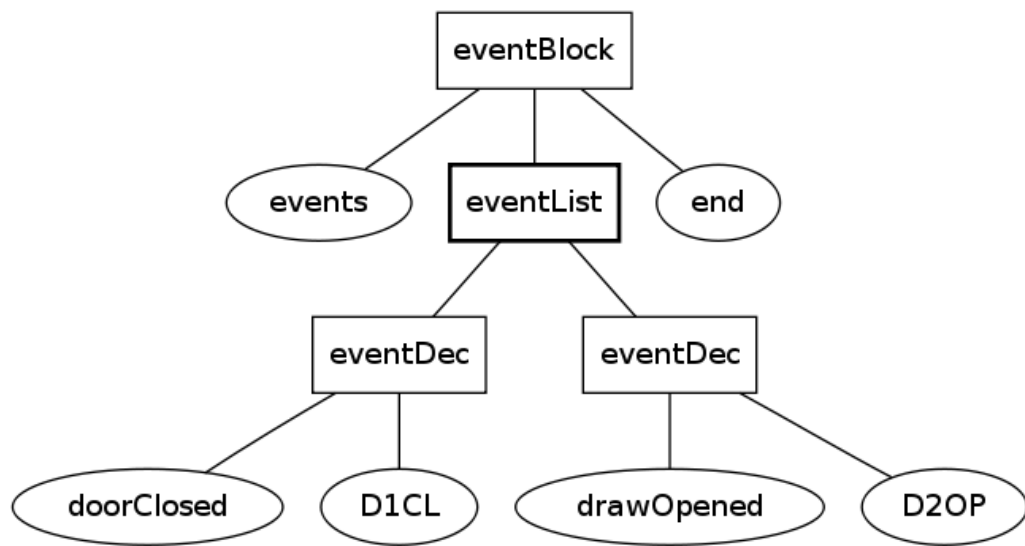 eventBlock
events
eventList
end
eventDec
eventDec
doorClosed
D1CL
drawOpened
D2OP